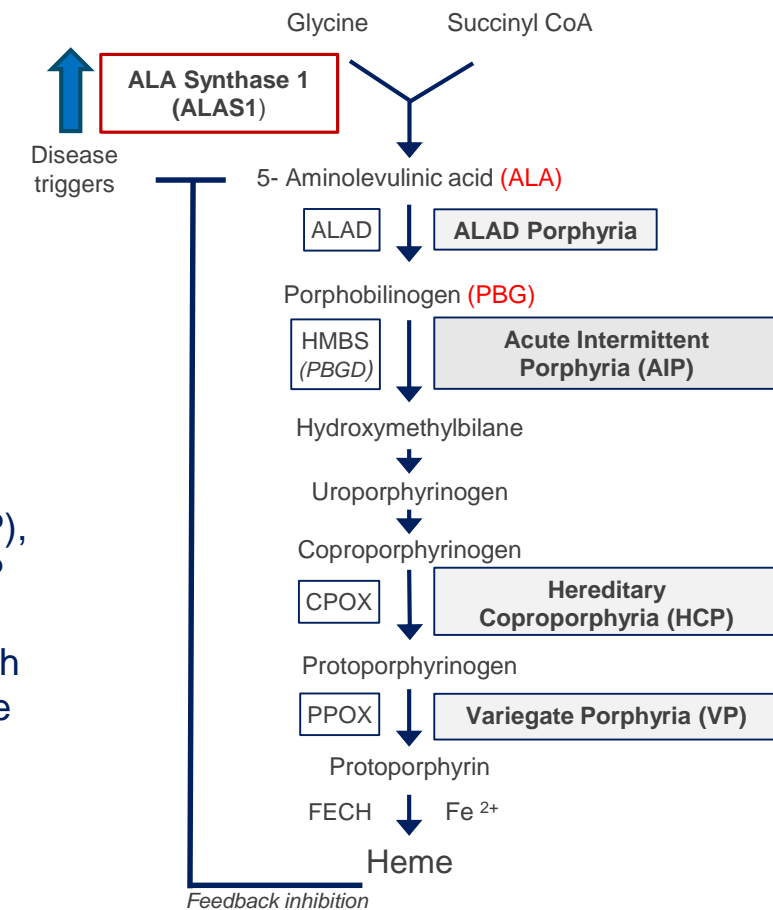 Glycine
Succinyl CoA
ALA Synthase 1
(ALAS1)
Disease
triggers
5- Aminolevulinic acid (ALA)
ALAD
ALAD Porphyria
Porphobilinogen (PBG)
HMBS
(PBGD)
Acute Intermittent
Porphyria (AIP)
Hydroxymethylbilane
Uroporphyrinogen
Coproporphyrinogen
CPOX
Hereditary
Coproporphyria (HCP)
Protoporphyrinogen
PPOX
Variegate Porphyria (VP)
Protoporphyrin
FECH
Fe 2+
Heme
Feedback inhibition
),